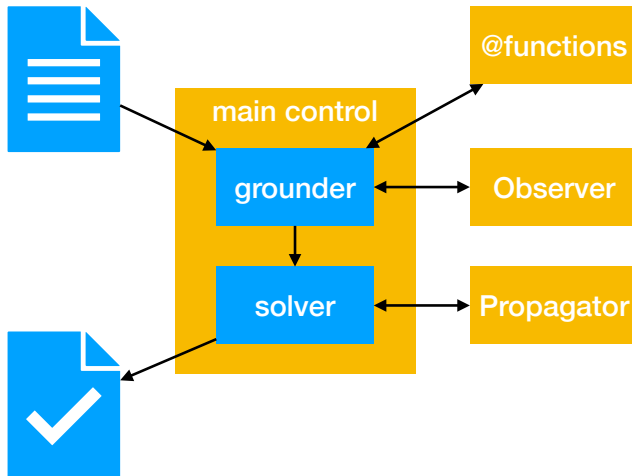 @functions
main control
grounder
Observer
solver
Propagator